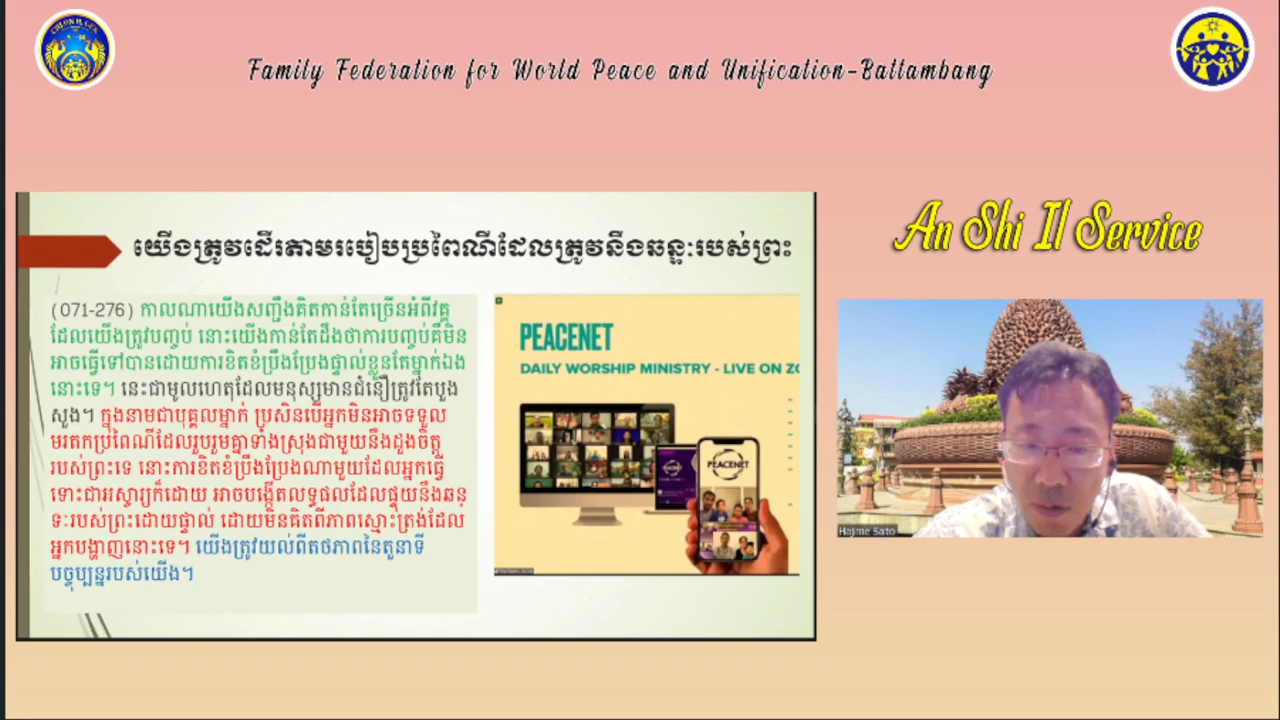 Family Federation for World Peace and Unification-Battambang
An Shi Il Service
យើងត្រូវដើរតាមរបៀបប្រពៃណីដែលត្រូវនឹងឆន្ទៈរបស់ព្រះ
(071-276) កាលណាយើងសញ្ជឹងគិតកាន់តែច្រើនអំពីវគ្គ
ដែលយើងត្រូវបញ្ចប់ នោះយើងកាន់តែដឹងថាការបញ្ចប់គឺមិន
អាចធ្វើទៅបានដោយការខិតខំប្រឹងប្រែងផ្ទាល់ខ្លួនតែម្នាក់ឯង
នោះទេ។ នេះជាមូលហេតុដែលមនុស្សមានជំនឿត្រូវតែបួង
សួង។ ក្នុងនាមជាបុគ្គលម្នាក់ ប្រសិនបើអ្នកមិនអាចទទួល
មរតកប្រពៃណីដែលរួបរួមគ្នាទាំងស្រុងជាមួយនឹងដួងចិត្ត
របស់ព្រះទេ នោះការខិតខំប្រឹងប្រែងណាមួយដែលអ្នកធ្វើ
ទោះជាអស្ចារ្យក៏ដោយ អាចបង្កើតលទ្ធផលដែលផ្ទុយនឹងឆន្
ទៈរបស់ព្រះដោយផ្ទាល់ ដោយមិនគិតពីភាពស្មោះត្រង់ដែល
អ្នកបង្ហាញនោះទេ។ យើងត្រូវយល់ពីតថភាពនៃតួនាទី
បច្ចុប្បន្នរបស់យើង។
PEACENET
DAILY WORSHIP MINISTRY - LIVE ON ZO
PEACENET
Hajime Sato